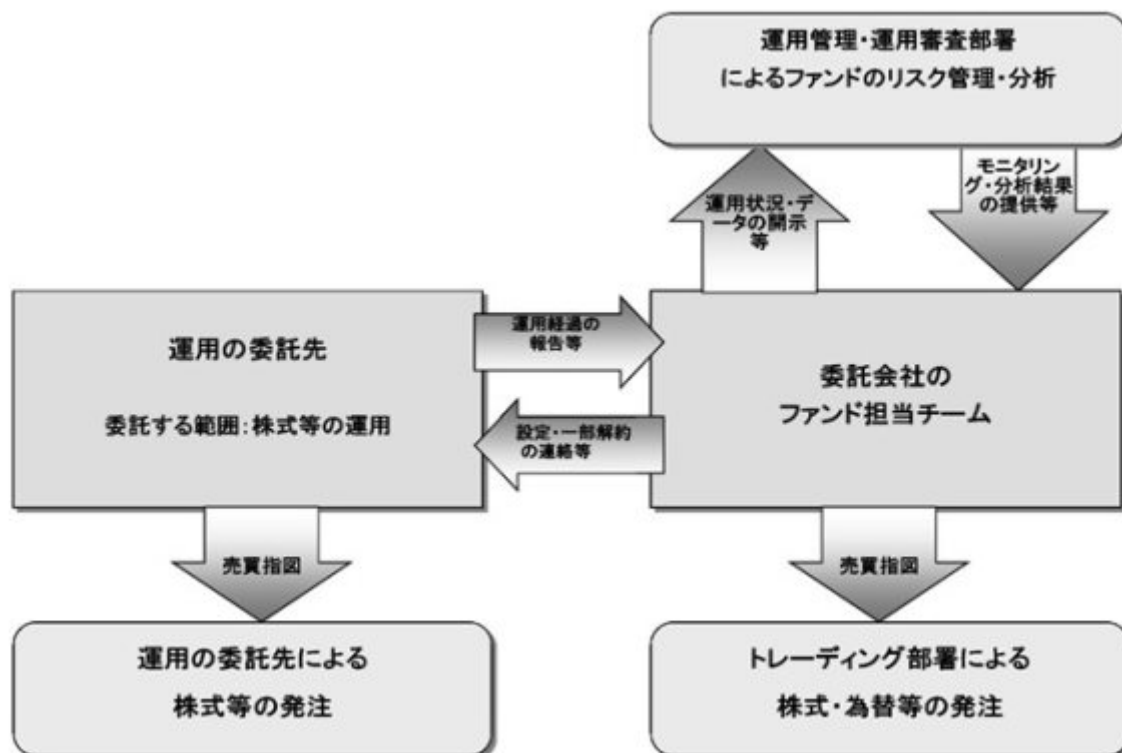 運用管理・運用審査部署
によるファンドのリスク管理・分析
運用状況・デ
ータの開示
等
モニタリン
グ・分析結果
の提供等
運用の委託先
委託する範囲:株式等の運用
運用経過の
報告等
設定・一部解約
の連絡等
委託会社の
ファンド担当チーム
売買指図
売買指図
運用の委託先による
株式等の発注
トレーディング部署による
株式・為替等の発注